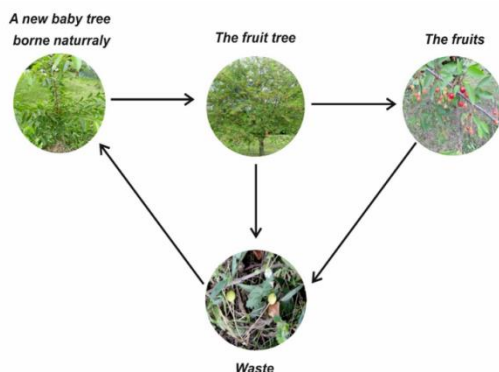 A new baby tree
borne naturraly
The fruit tree
The fruits
Waste